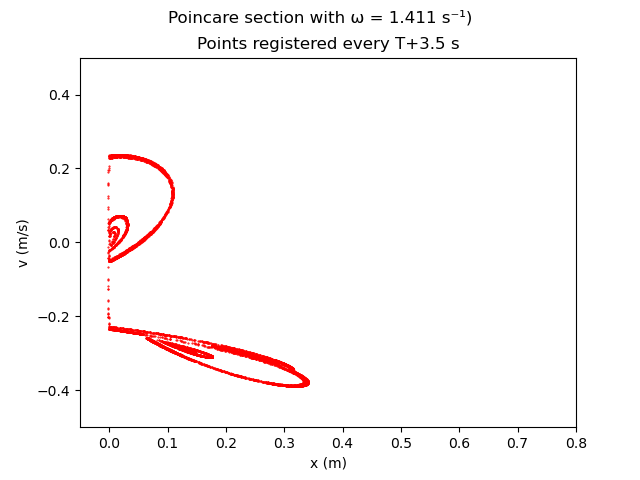 Poincare section with ω = 1.411 s⁻¹)
Points registered every T+3.5 s
0.4
0.2
0.0
−0.2
−0.4
v (m/s)
0.0 0.1 0.2 0.3 0.4 0.5 0.6 0.7 0.8
x (m)